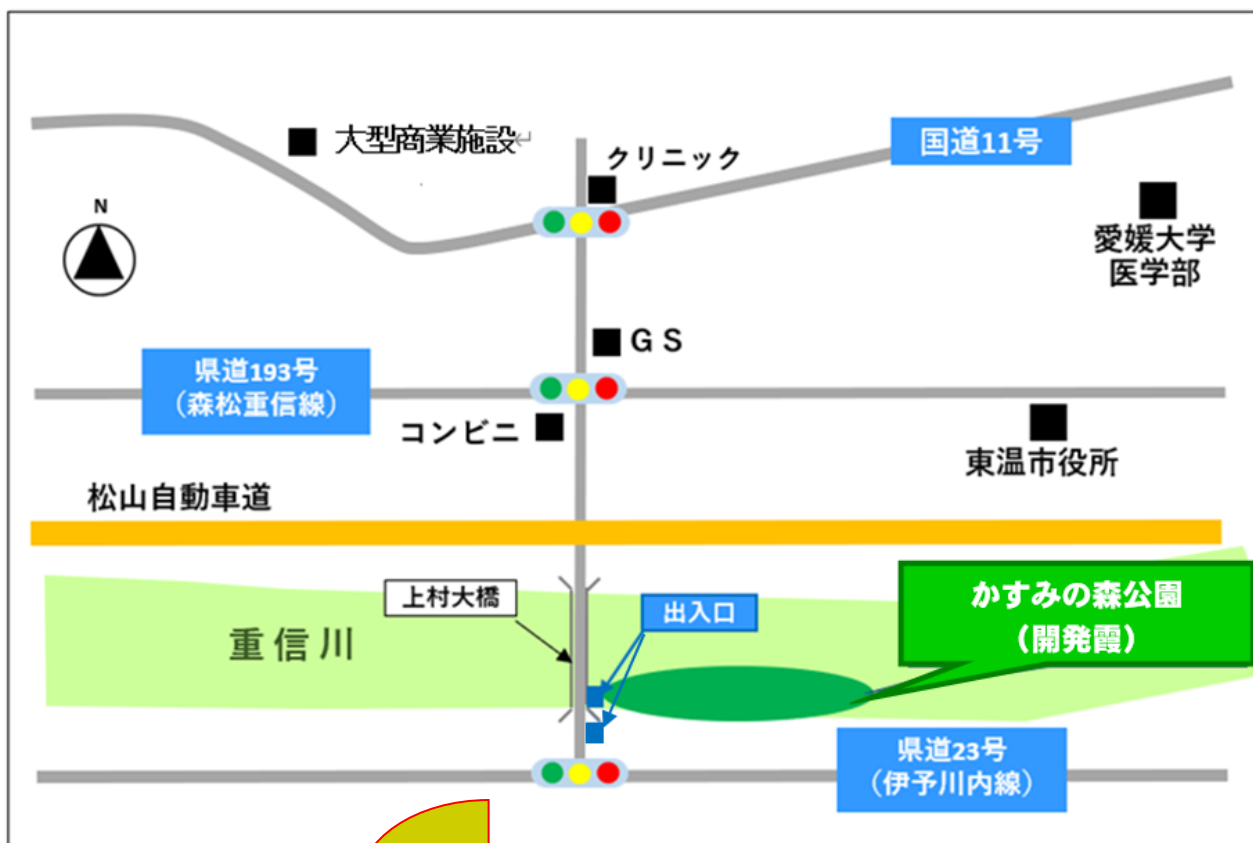 大型商業施設↵
クリニック
国道11号
N
愛媛大学
医学部
GS
県道193号
(森松重信線)
コンビニ
東温市役所
松山自動車道
上村大橋
出入口
かすみの森公園
(開発霞)
重信川
県道23号
(伊予川内線)